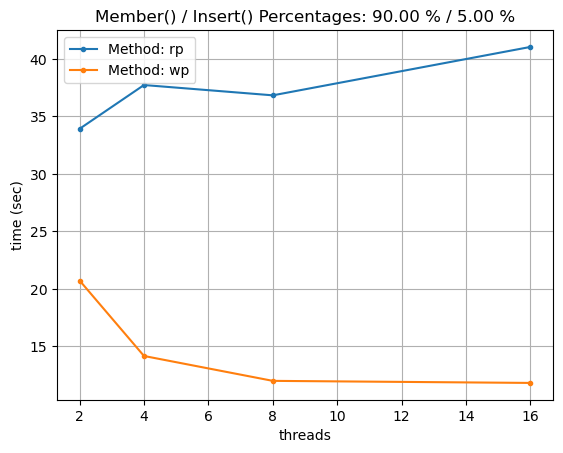 Member() / Insert() Percentages: 90.00 % / 5.00 %
Method: rp
Method: wp
40
35
30
25
20
15
time (sec)
2 4 6 8 10 12 14 16
threads